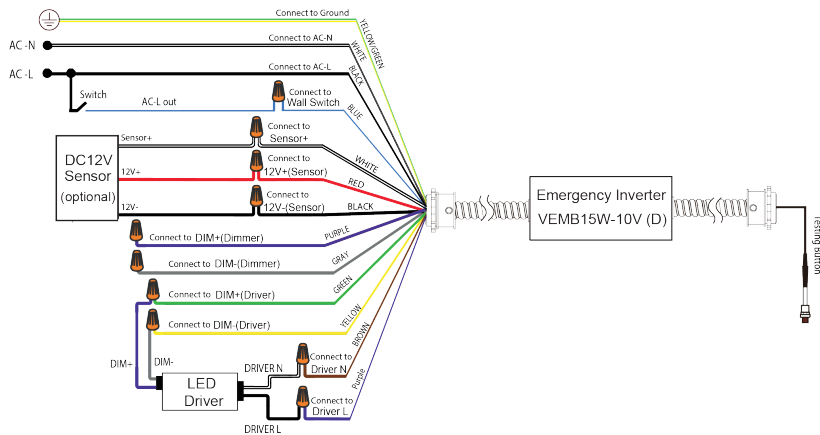 Connect to Ground
YELLOW/GREEN
AC-N
Connect to AC-N
WHITE
AC-L
Connect to AC-L
BLACK
Switch
AC-L out
Connect to
Wall Switch
BLUE
Sensor+
Connect to
Sensor+
WHITE
DC12V
Sensor
(optional)
12V+
Connect to
12V+(Sensor)
RED
12V-
Connect to
12V-(Sensor)
BLACK
Emergency Inverter
VEMB15W-10V (D)
Testing button
Connect to DIM+(Dimmer)
PURPLE
Connect to DIM-(Dimmer)
GRAY
Connect to DIM+(Driver)
GREEN
Connect to DIM-(Driver)
YELLOW
BROWN
DIM+
DIM-
DRIVER N
Connect to
Driver N
Purple
LED
Driver
Connect to
Driver L
DRIVER L